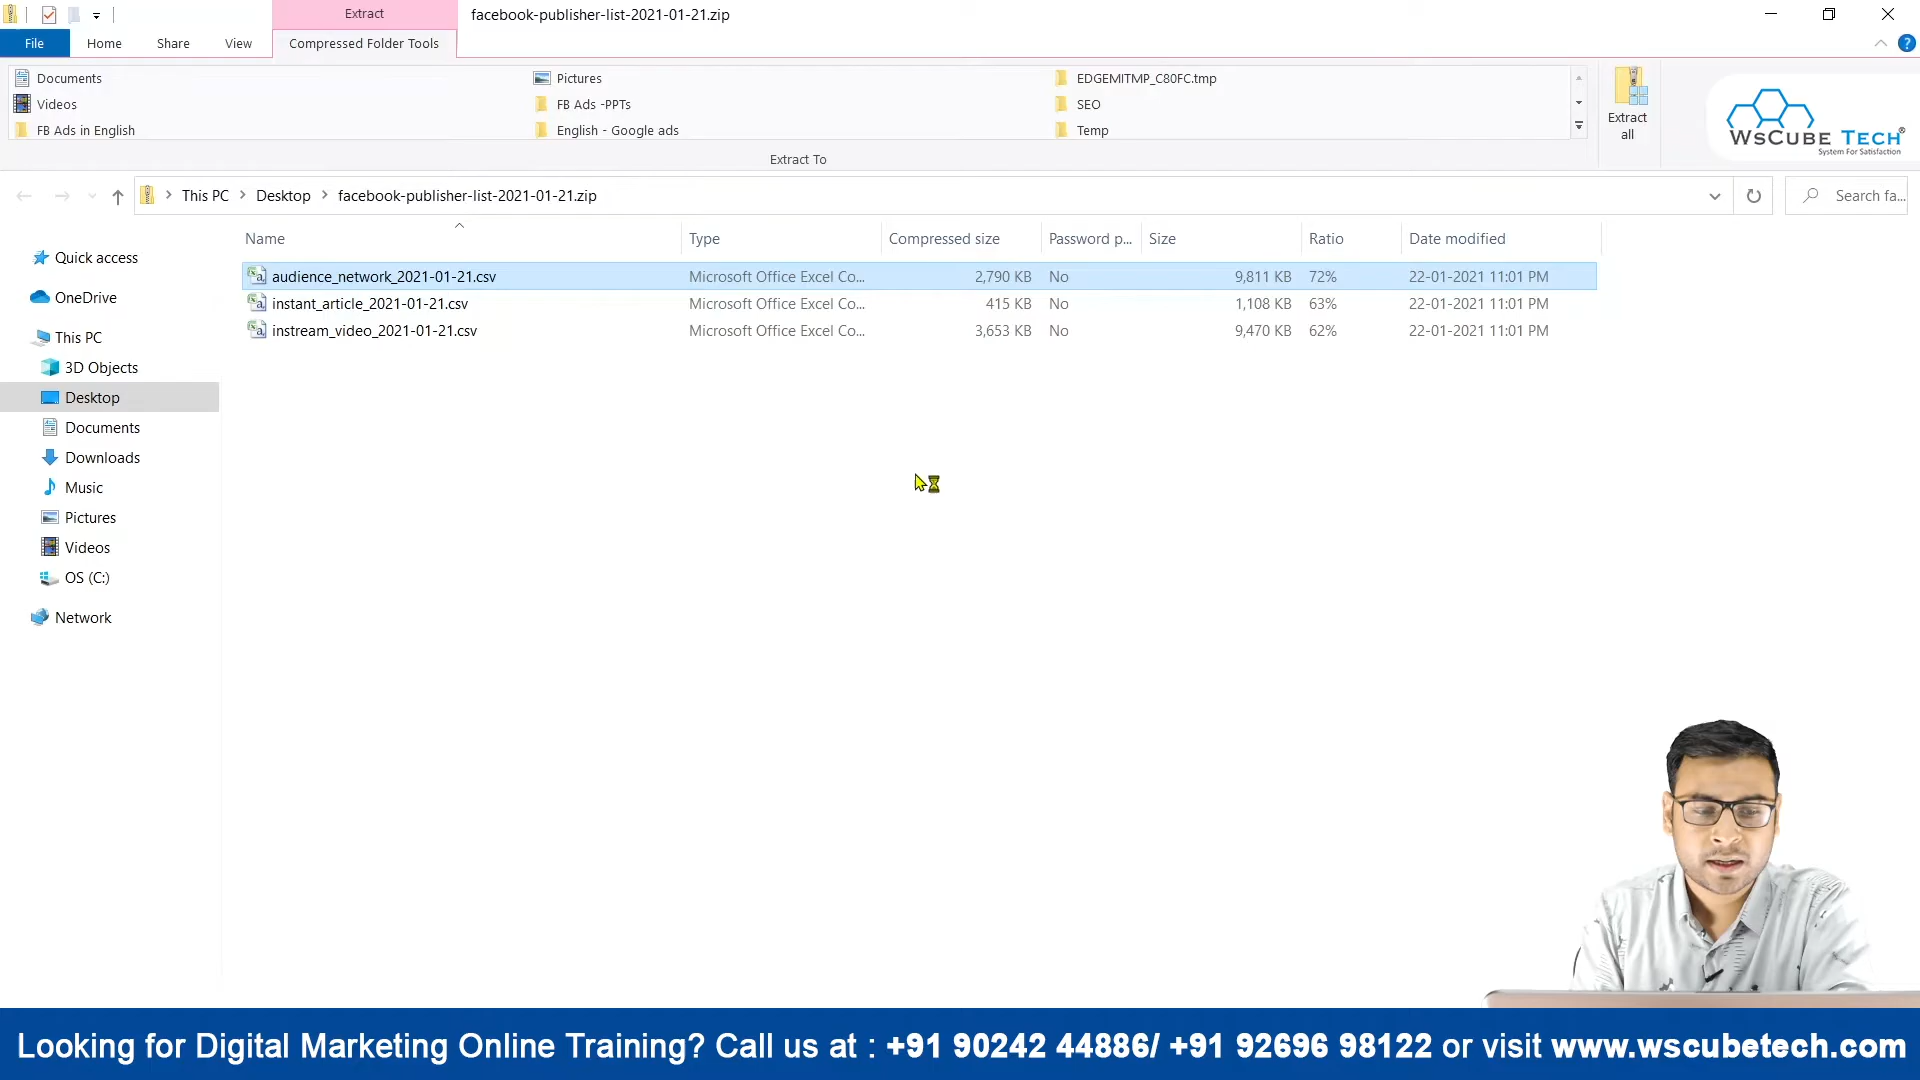 Extract
facebook-publisher-list-2021-01-21.zip
File
Home
Share
View
Compressed Folder Tools
?
Documents
Pictures
EDGEMITMP_C80FC.tmp
Videos
FB Ads -PPTs
SEO
FB Ads in English
English - Google ads
Temp
Extract To
Extract
all
WsCube Tech®
System For Satisfaction
This PC
Desktop
facebook-publisher-list-2021-01-21.zip
Search fa...
Name
Type
Compressed size
Password p...
Size
Ratio
Date modified
audience_network_2021-01-21.csv Microsoft Office Excel Co... 2,790 KB No 9,811 KB 72% 22-01-2021 11:01 PM
instant_article_2021-01-21.csv Microsoft Office Excel Co... 415 KB No 1,108 KB 63% 22-01-2021 11:01 PM
instream_video_2021-01-21.csv Microsoft Office Excel Co... 3,653 KB No 9,470 KB 62% 22-01-2021 11:01 PM
Quick access
OneDrive
This PC
3D Objects
Desktop
Documents
Downloads
Music
Pictures
Videos
OS (C:)
Network
Looking for Digital Marketing Online Training? Call us at : +91 90242 44886/ +91 92696 98122 or visit www.wscubetech.com